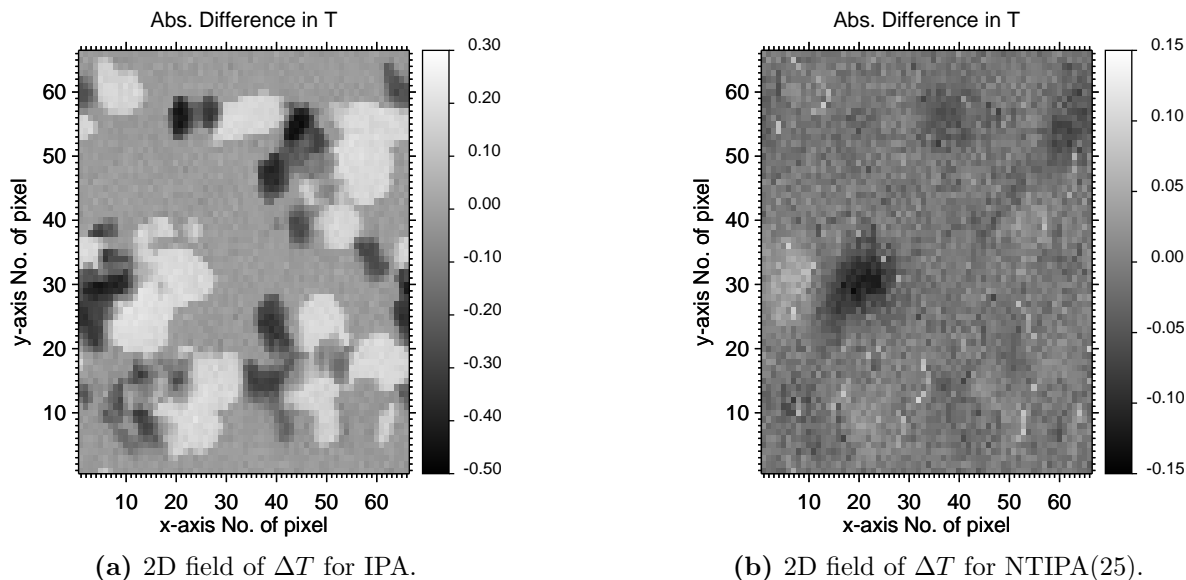 Abs. Difference in T
60
50
40
30
20
10
10 20 30 40 50 60
x-axis No. of pixel
y-axis No. of pixel
0.30
0.20
0.10
0.00
-0.10
-0.20
-0.30
-0.40
-0.50
(a) 2D field of ΔT for IPA.
Abs. Difference in T
60
50
40
30
20
10
10 20 30 40 50 60
x-axis No. of pixel
y-axis No. of pixel
0.15
0.10
0.05
0.00
-0.05
-0.10
-0.15
(b) 2D field of ΔT for NTIPA(25).